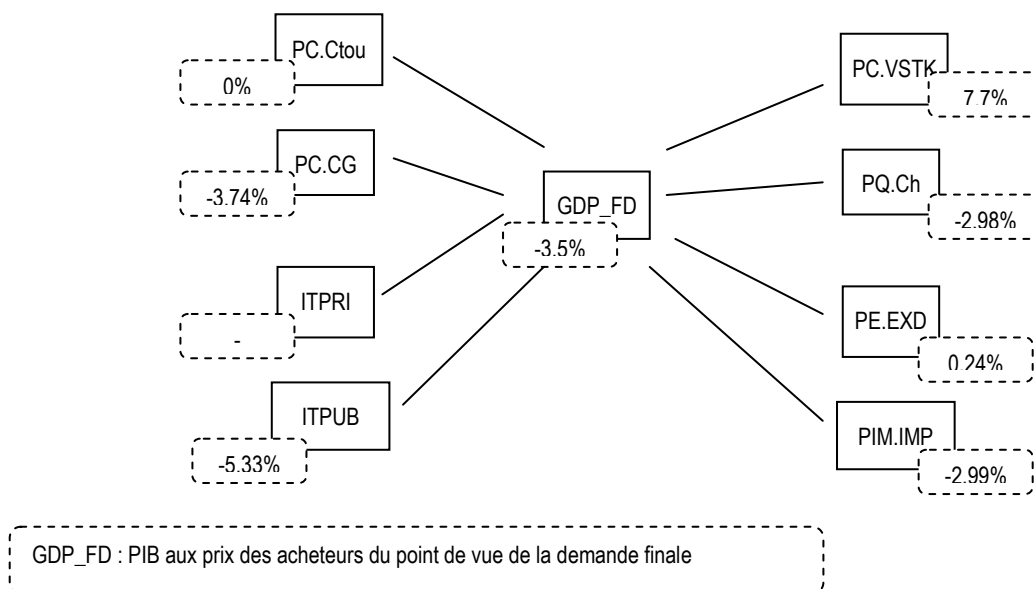 PC.Ctou
0%
PC.CG
-3.74%
ITPRI
-
ITPUB
-5.33%
GDP_FD
-3.5%
PC.VSTK
7.7%
PQ.Ch
-2.98%
PE.EXD
0.24%
PIM.IMP
-2.99%
GDP_FD : PIB aux prix des acheteurs du point de vue de la demande finale